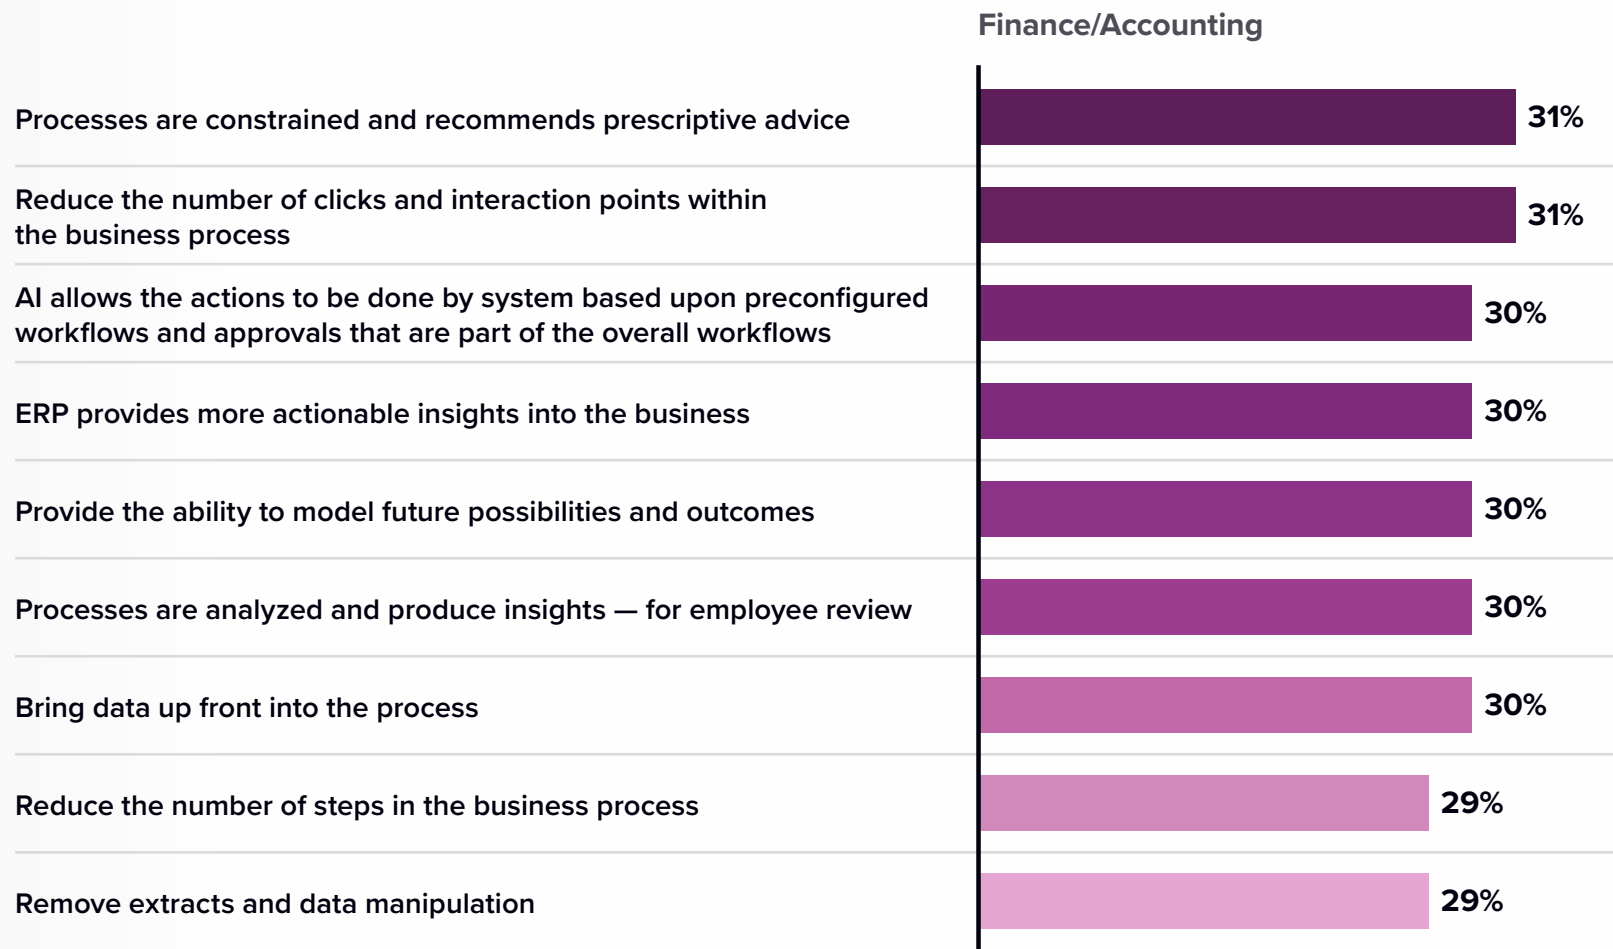 Finance/Accounting
Processes are constrained and recommends prescriptive advice
31%
Reduce the number of clicks and interaction points within
the business process
31%
AI allows the actions to be done by system based upon preconfigured
workflows and approvals that are part of the overall workflows
30%
ERP provides more actionable insights into the business
30%
Provide the ability to model future possibilities and outcomes
30%
Processes are analyzed and produce insights — for employee review
30%
Bring data up front into the process
30%
Reduce the number of steps in the business process
29%
Remove extracts and data manipulation
29%